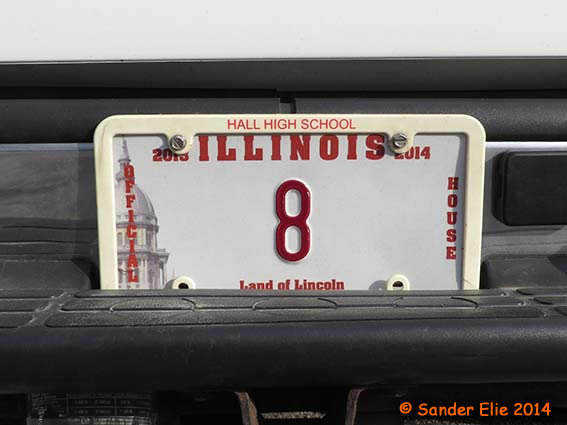 HALL HIGH SCHOOL
2013 ILLINOIS 2014
OFFICIAL
8
HOUSE
Land of Lincoln
© Sander Elie 2014